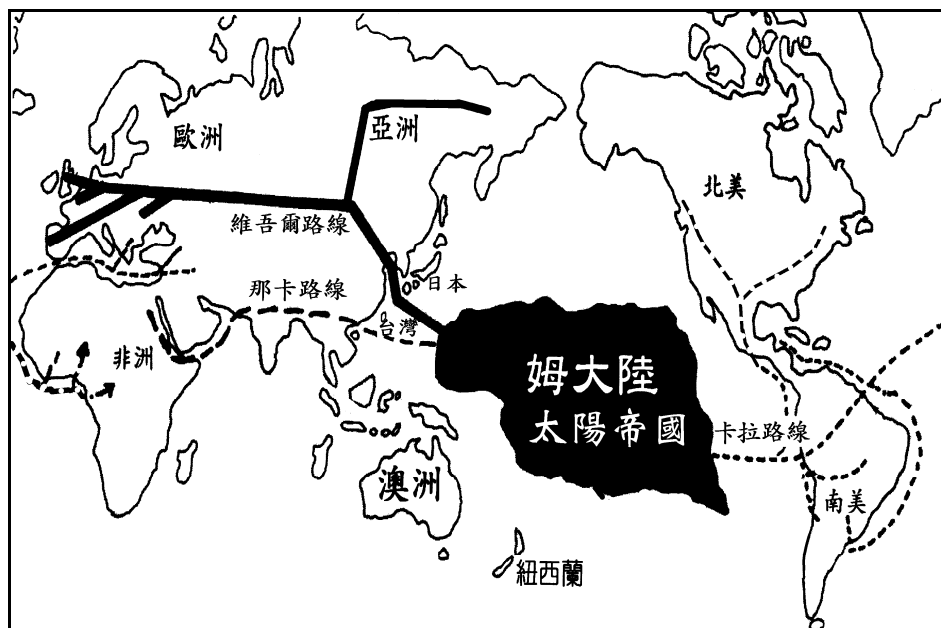 歐洲
亞洲
北美
維吾爾路線
日本
那卡路線
台灣
非洲
姆大陸
太陽帝國
卡拉路線
澳洲
南美
紐西蘭